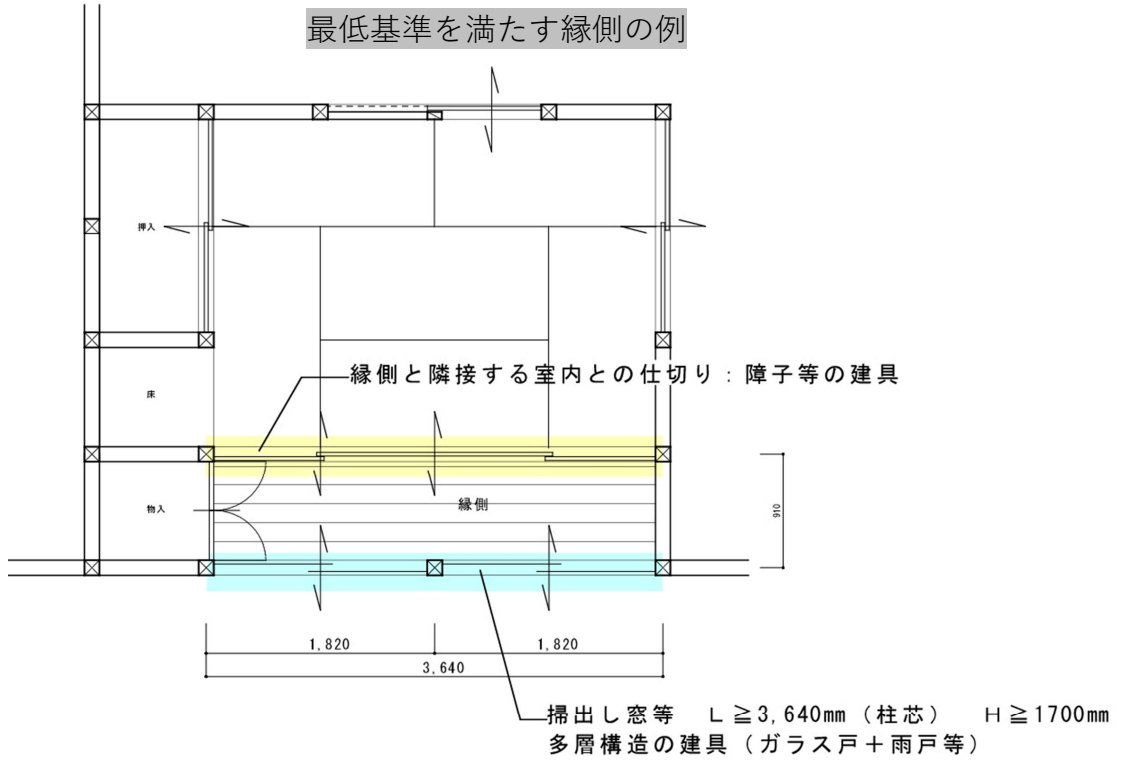 最低基準を満たす縁側の例
押入
縁側と隣接する室内との仕切り：障子等の建具
床
縁側
物入
910
1,820
1,820
3,640
掃出し窓等　Ｌ≧3,640㎜（柱芯）　Ｈ≧1700㎜
多層構造の建具（ガラス戸＋雨戸等）